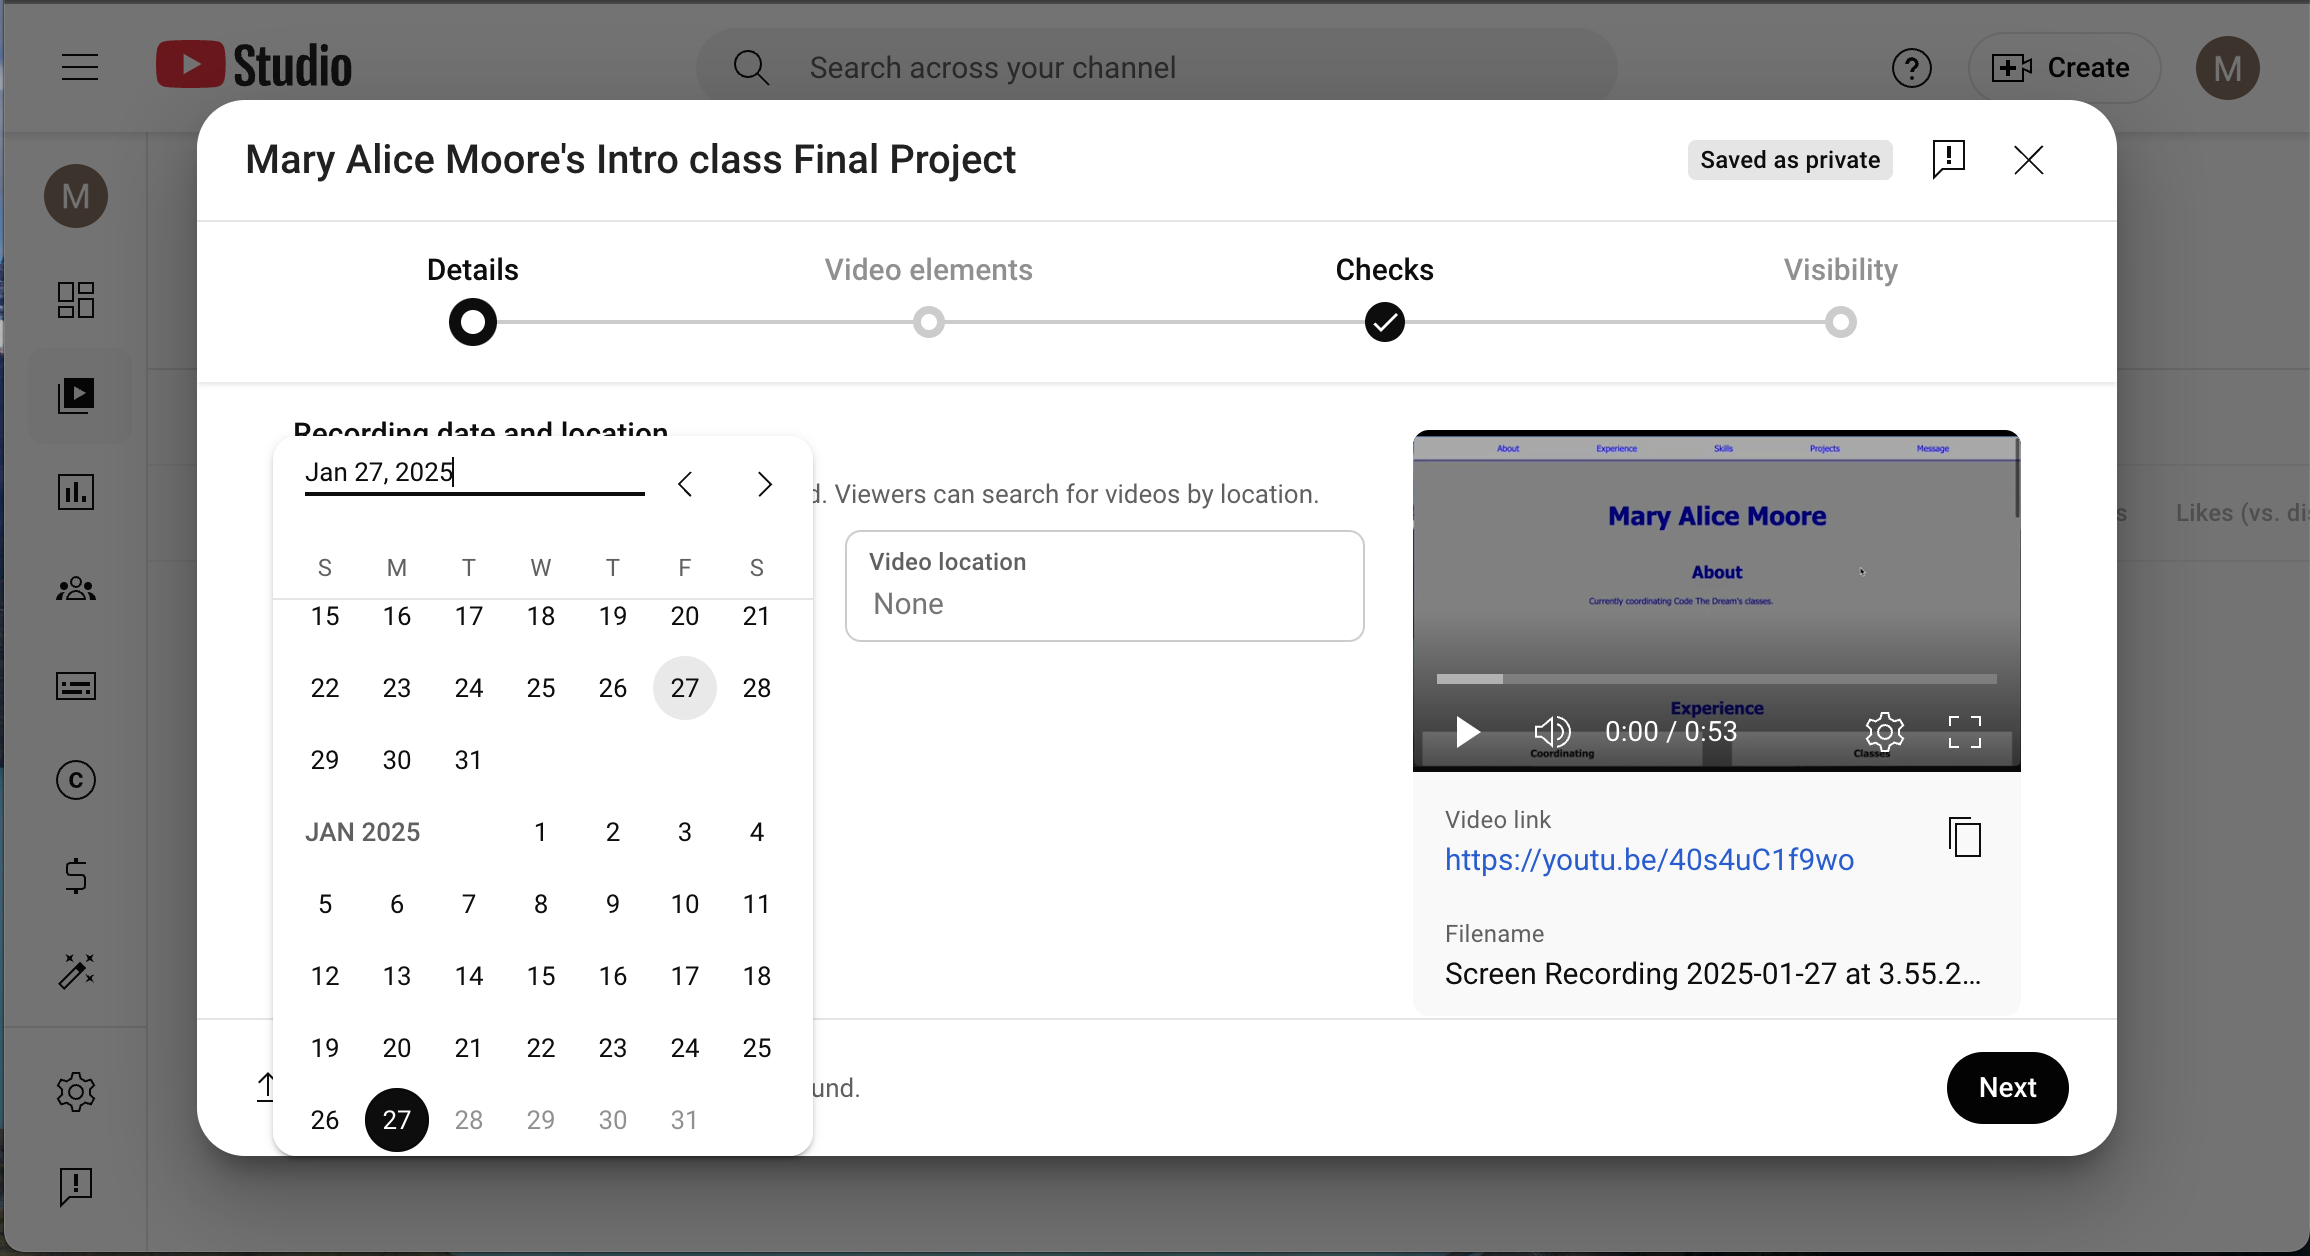 Studio
Search across your channel
?
Create
M
M
Mary Alice Moore's Intro class Final Project
Saved as private
Details
Video elements
Checks
Visibility
Recording date and location
Jan 27, 2025
d. Viewers can search for videos by location.
S M T W T F S
15 16 17 18 19 20 21
22 23 24 25 26 27 28
29 30 31
JAN 2025 1 2 3 4
5 6 7 8 9 10 11
12 13 14 15 16 17 18
19 20 21 22 23 24 25
26 27 28 29 30 31
Video location
None
About Experience Skills Projects Message
Mary Alice Moore
About
Currently coordinating Code The Dream's classes.
Experience
0:00 / 0:53
Coordinating Classes
Video link
https://youtu.be/40s4uC1f9wo
Filename
Screen Recording 2025-01-27 at 3.55.2...
s
Likes (vs. dis
und.
Next